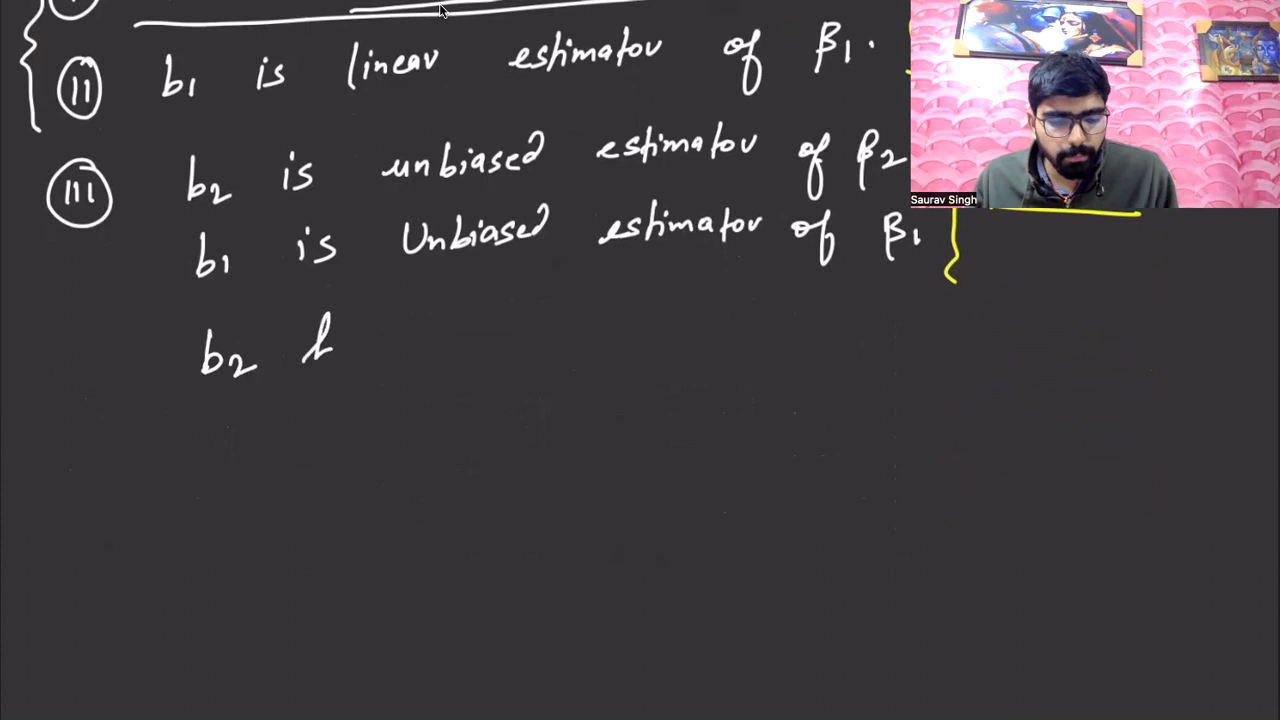 II b1 is linear estimator of β1.
III b2 is unbiased estimator of β2
b1 is Unbiased estimator of β1
b2
Saurav Singh